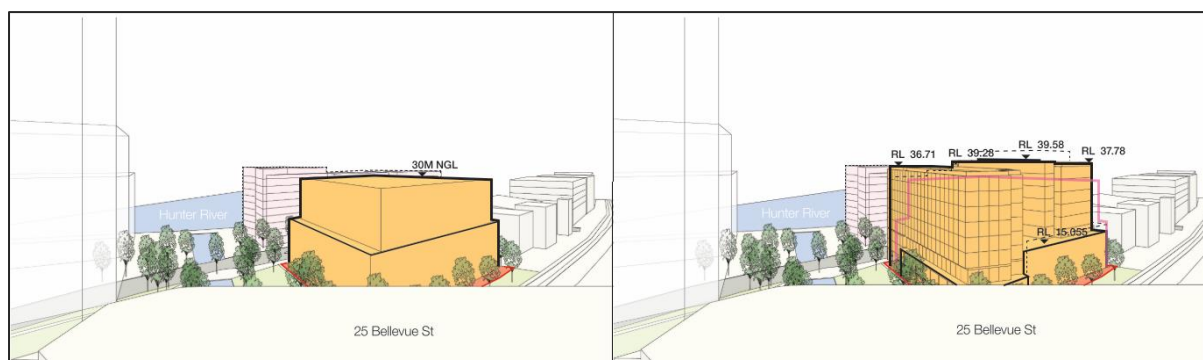 30M NGL
Hunter River
25 Bellevue St
RL 39.58
RL 36.71
RL 39.28
RL 37.78
Hunter River
RL 15.055
25 Bellevue St